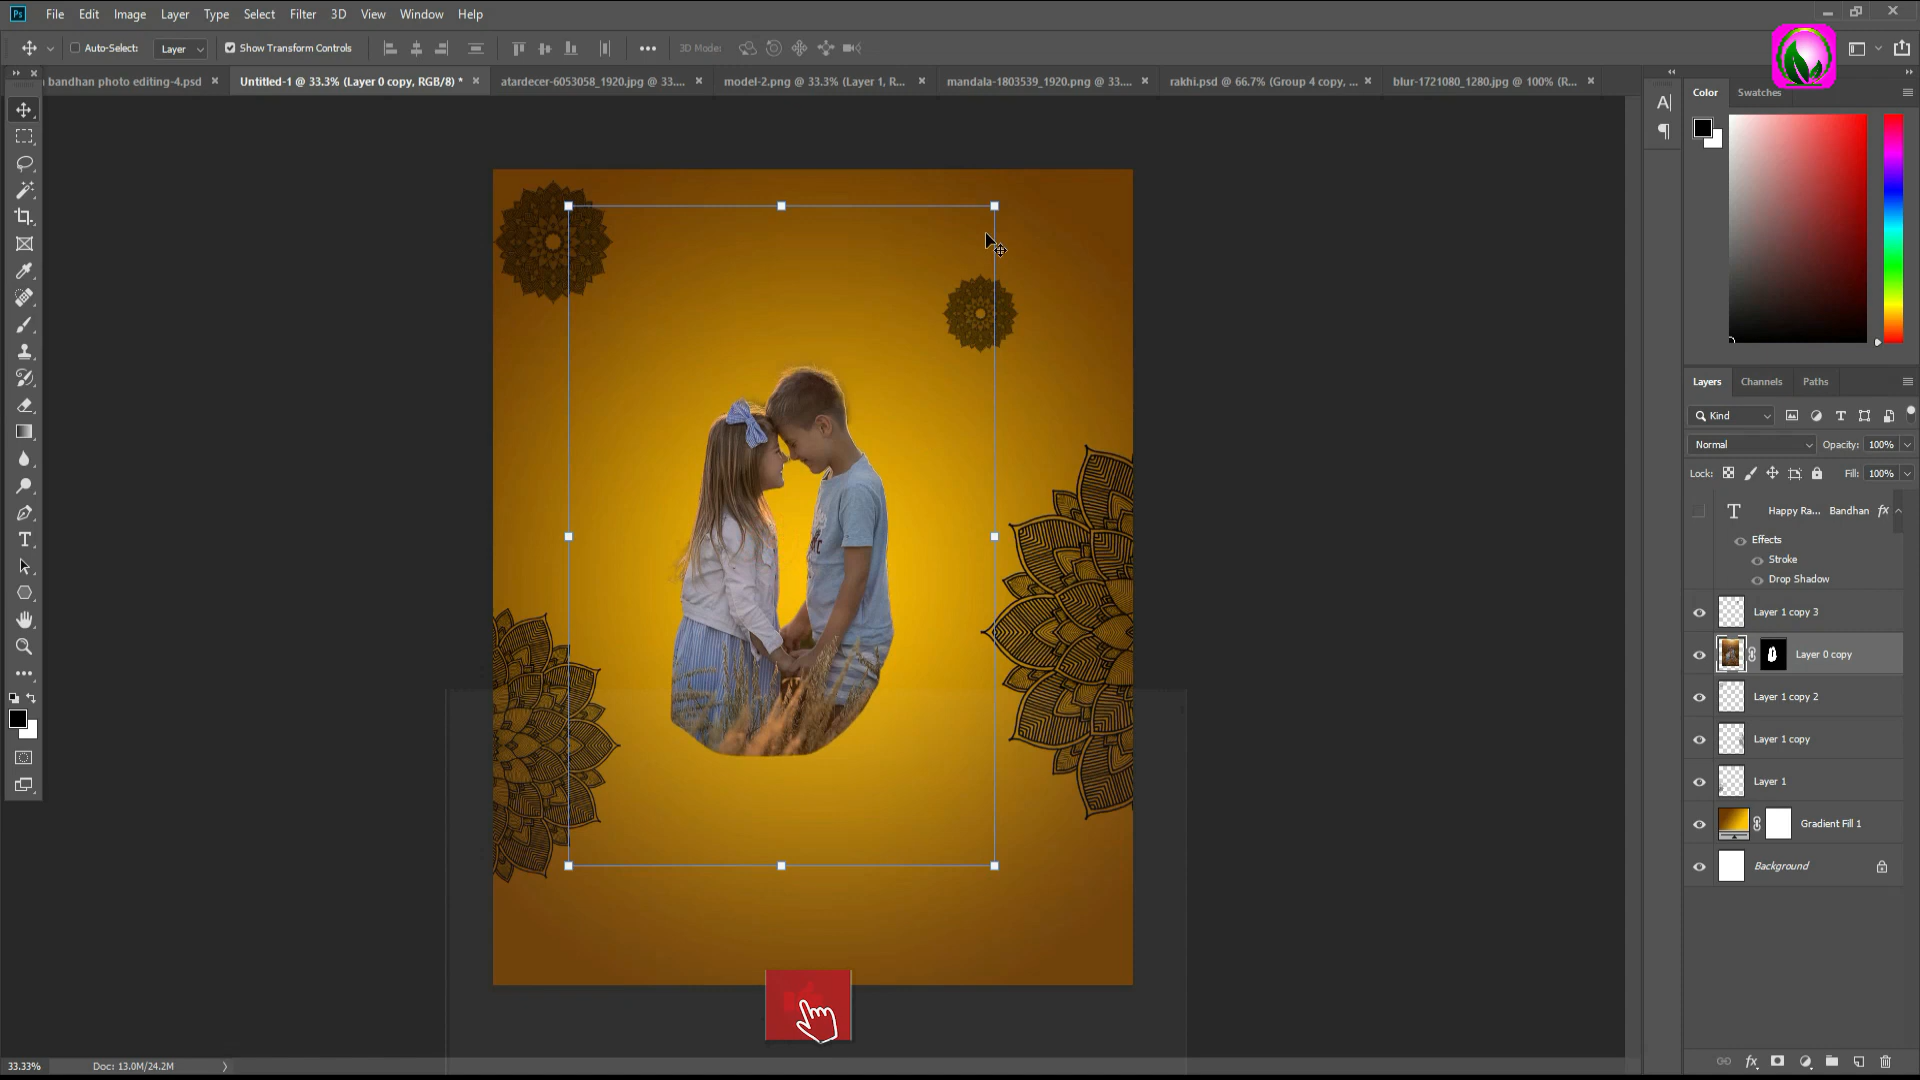 Ps File Edit Image Layer Type Select Filter 3D View Window Help
Auto-Select: Layer Show Transform Controls 3D Mode:
bandhan photo editing-4.psd × Untitled-1 @ 33.3% (Layer 0 copy, RGB/8) * × atardecer-6053058_1920.jpg @ 33.... × model-2.png @ 33.3% (Layer 1, R... × mandala-1803539_1920.png @ 33.... × rakhi.psd @ 66.7% (Group 4 copy, ... × blur-1721080_1280.jpg @ 100% (R... ×
Color Swatches
Layers Channels Paths
Kind
Normal Opacity: 100%
Lock: Fill: 100%
T Happy Ra... Bandhan fx
Effects
Stroke
Drop Shadow
Layer 1 copy 3
Layer 0 copy
Layer 1 copy 2
Layer 1 copy
Layer 1
Gradient Fill 1
Background
33.33% Doc: 13.0M/24.2M